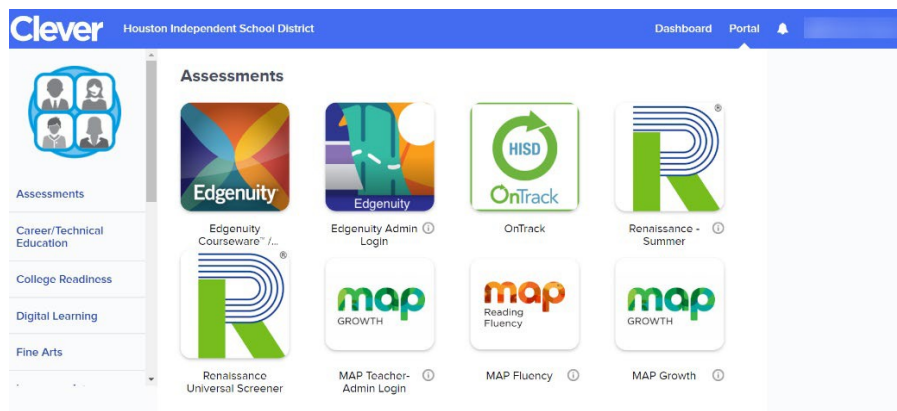 Clever
Houston Independent School District
Dashboard
Portal
Assessments
Career/Technical
Education
College Readiness
Digital Learning
Fine Arts
Assessments
Edgenuity
Edgenuity
HISD
OnTrack
R®
Edgenuity
Courseware™ /...
Edgenuity Admin
Login
OnTrack
Renaissance -
Summer
R®
map
GROWTH
map
Reading
Fluency
map
GROWTH
Renaissance
Universal Screener
MAP Teacher-
Admin Login
MAP Fluency
MAP Growth